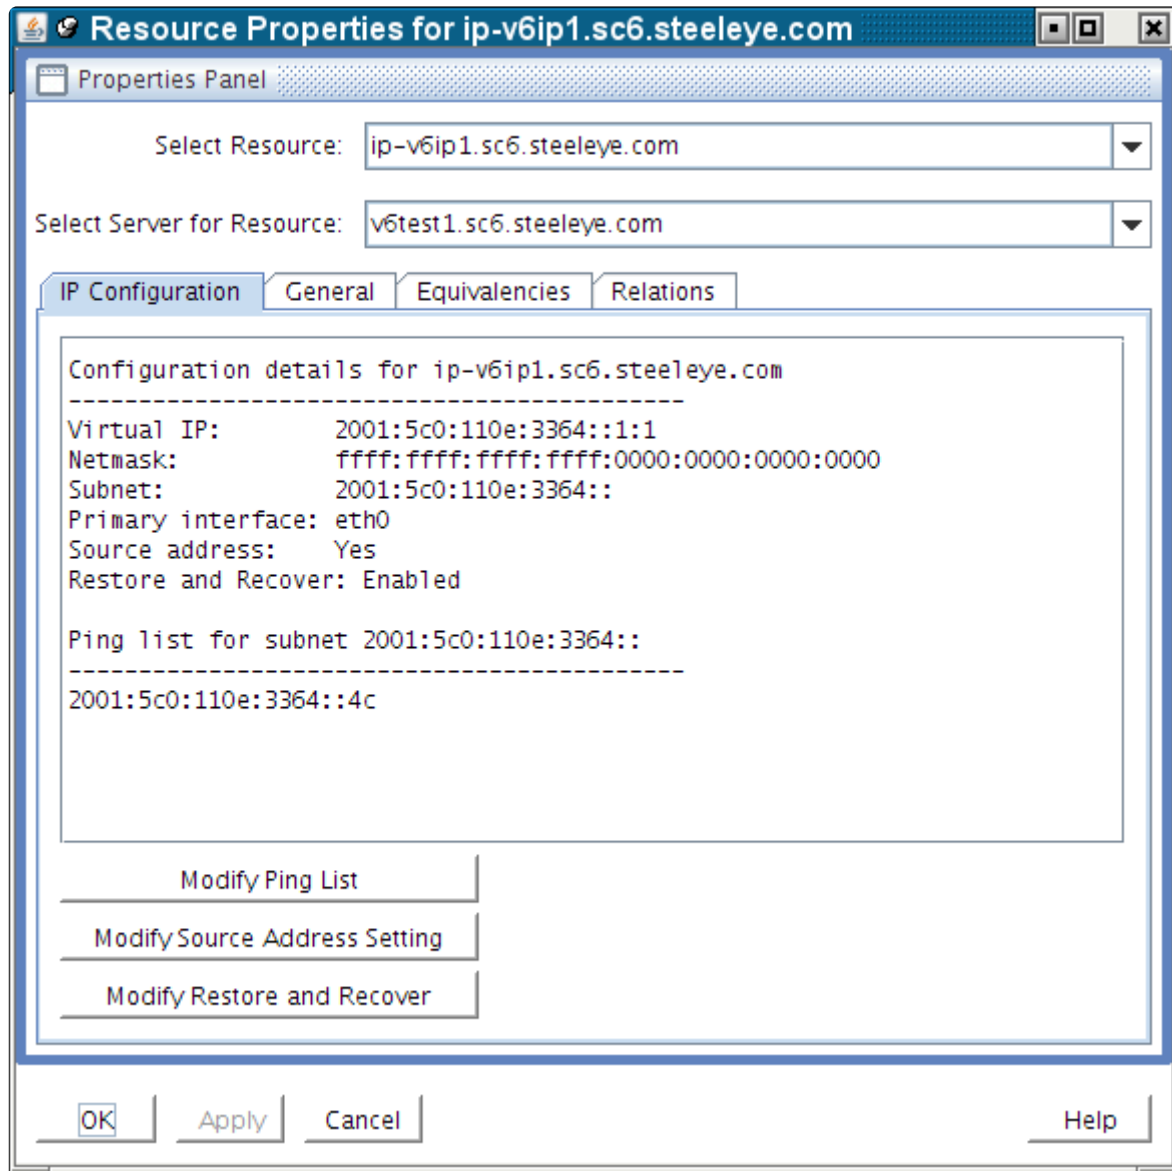 Resource Properties for ip-v6ip1.sc6.steeleye.com
Properties Panel
Select Resource: ip-v6ip1.sc6.steeleye.com
Select Server for Resource: v6test1.sc6.steeleye.com
IP Configuration General Equivalencies Relations
Configuration details for ip-v6ip1.sc6.steeleye.com
--------------------------------------------
Virtual IP: 2001:5c0:110e:3364::1:1
Netmask: ffff:ffff:ffff:ffff:0000:0000:0000:0000
Subnet: 2001:5c0:110e:3364::
Primary interface: eth0
Source address: Yes
Restore and Recover: Enabled
Ping list for subnet 2001:5c0:110e:3364::
--------------------------------------------
2001:5c0:110e:3364::4c
Modify Ping List
Modify Source Address Setting
Modify Restore and Recover
OK Apply Cancel Help